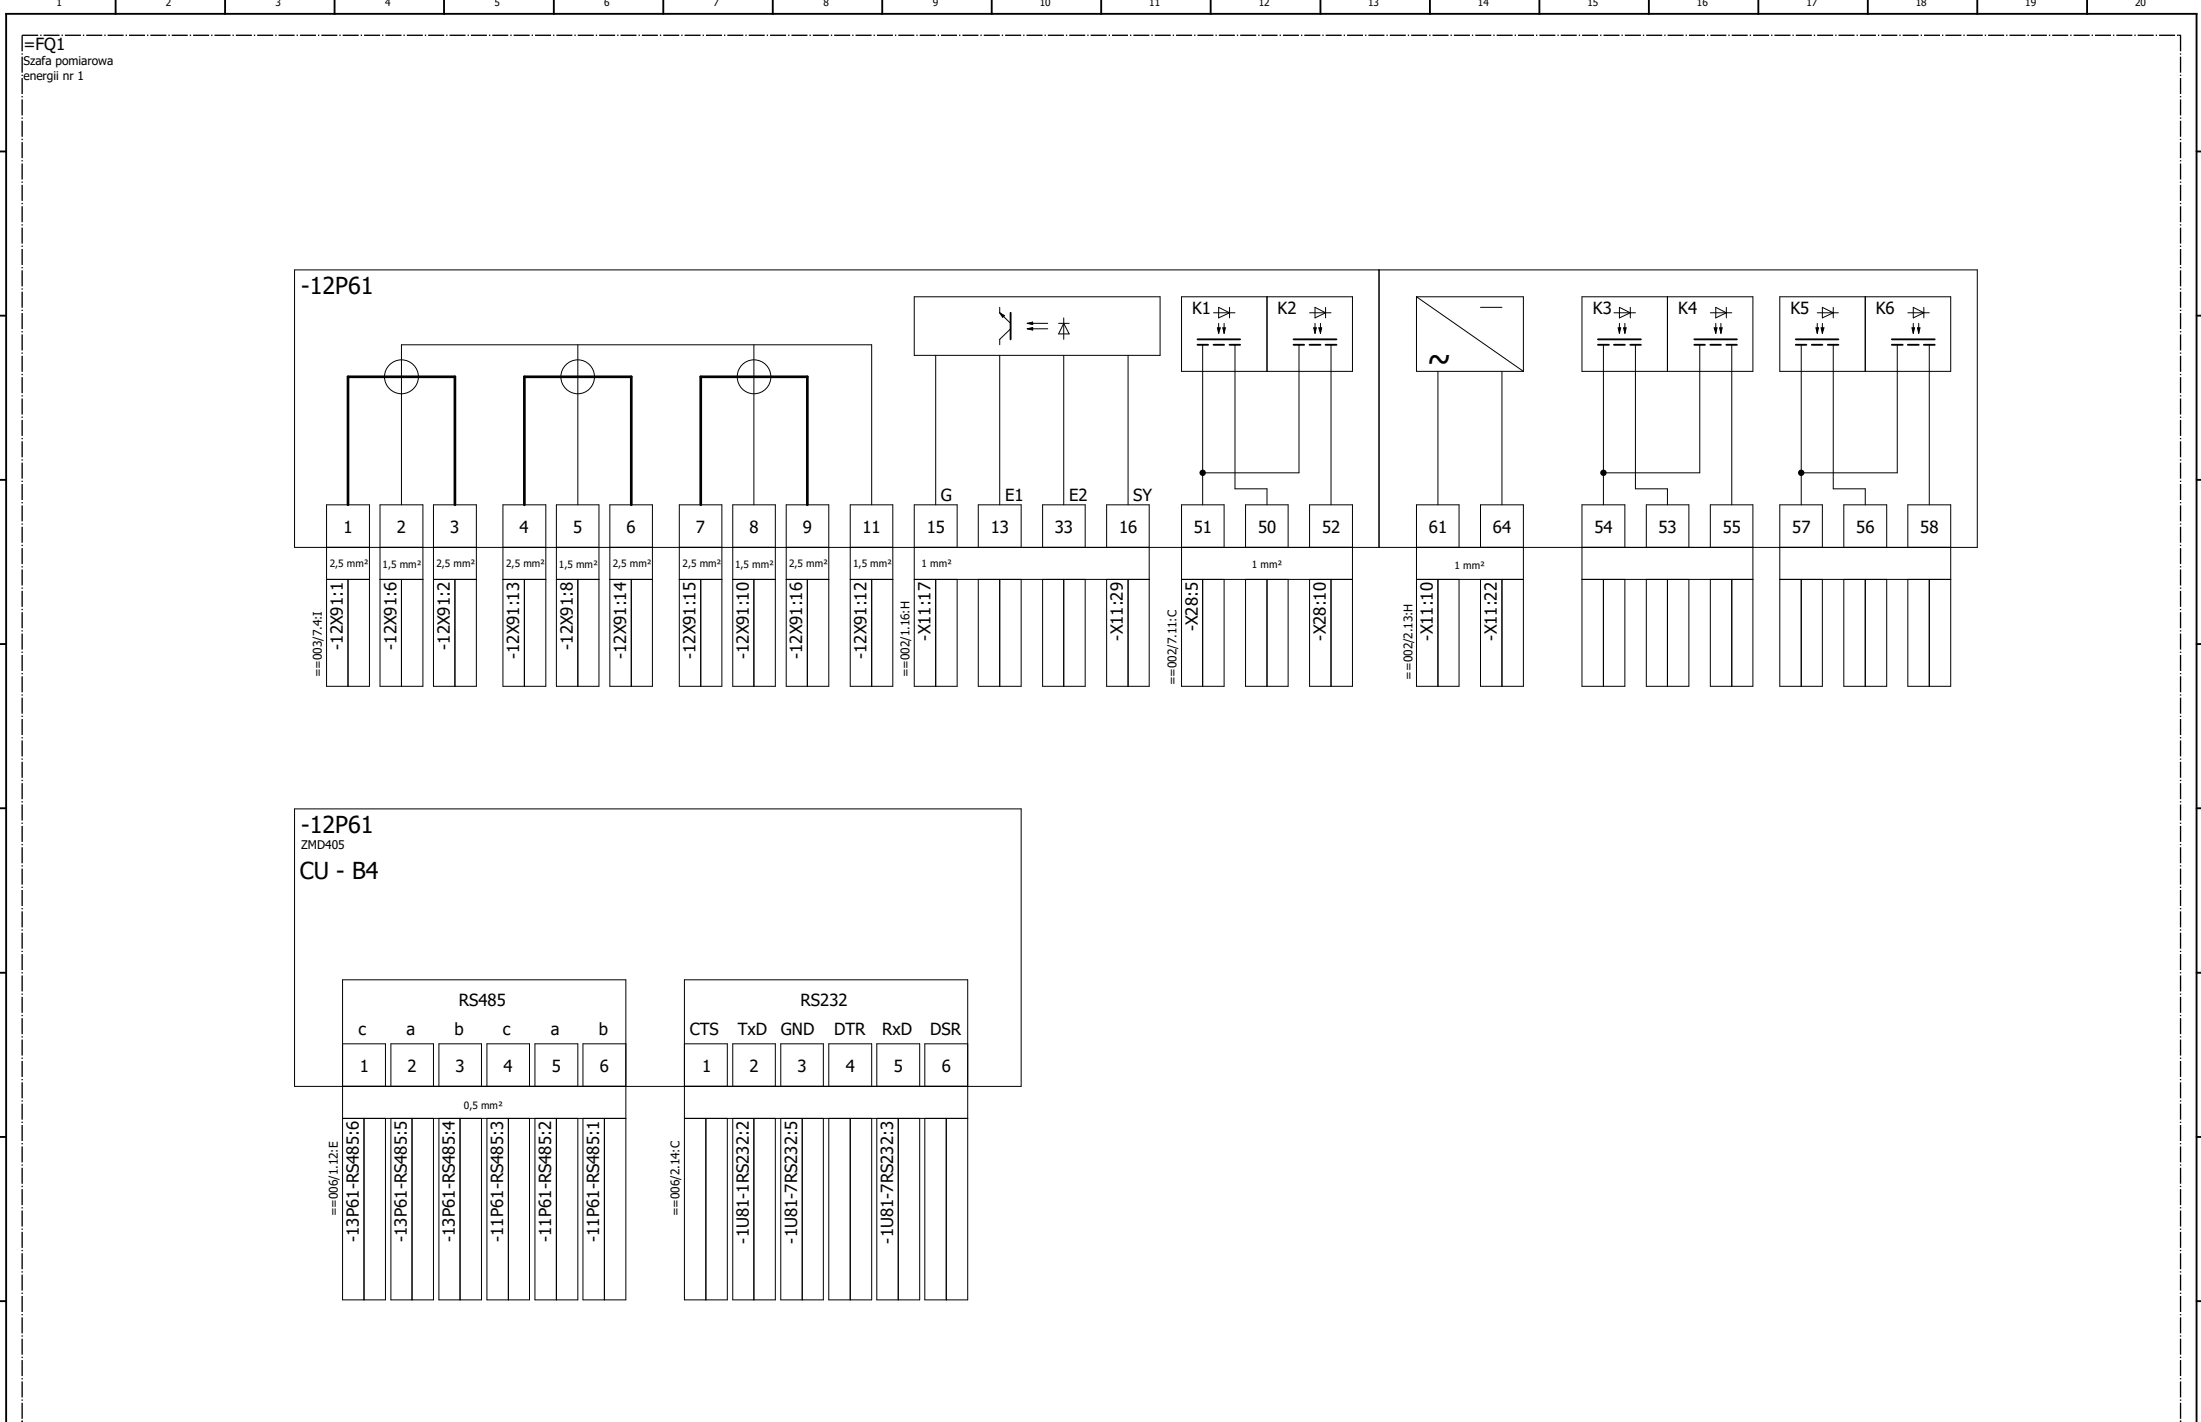 1 2 3 4 5 6 7 8 9 10 11 12 13 14 15 16 17 18 19 20
=FQ1
Szafa pomiarowa
energii nr 1
-12P61
K1 K2 K3 K4 K5 K6
~
G E1 E2 SY
1 2 3 4 5 6 7 8 9 11 15 13 33 16 51 50 52 61 64 54 53 55 57 56 58
2,5 mm² 1,5 mm² 2,5 mm² 2,5 mm² 1,5 mm² 2,5 mm² 2,5 mm² 1,5 mm² 2,5 mm² 1,5 mm² 1 mm² 1 mm² 1 mm²
==003/7.4:I
-12X91:1
-12X91:6
-12X91:2
-12X91:13
-12X91:8
-12X91:14
-12X91:15
-12X91:10
-12X91:16
-12X91:12
==002/1.16:H
-X11:17
-X11:29
==002/7.11:C
-X28:5
-X28:10
==002/2.13:H
-X11:10
-X11:22
-12P61
ZMD405
CU - B4
RS485 RS232
c a b c a b CTS TxD GND DTR RxD DSR
1 2 3 4 5 6 1 2 3 4 5 6
0,5 mm²
==006/1.12:E
-13P61-RS485:6
-13P61-RS485:5
-13P61-RS485:4
-11P61-RS485:3
-11P61-RS485:2
-11P61-RS485:1
==006/2.14:C
-1U81-1RS232:2
-1U81-7RS232:5
-1U81-7RS232:3